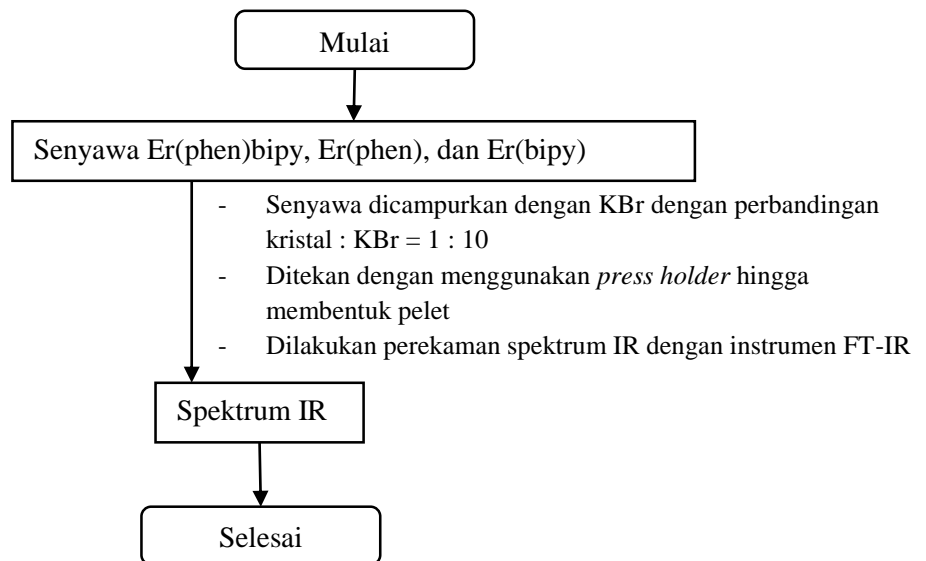 Mulai
Senyawa Er(phen)bipy, Er(phen), dan Er(bipy)
- Senyawa dicampurkan dengan KBr dengan perbandingan
kristal : KBr = 1 : 10
- Ditekan dengan menggunakan press holder hingga
membentuk pelet
- Dilakukan perekaman spektrum IR dengan instrumen FT-IR
Spektrum IR
Selesai